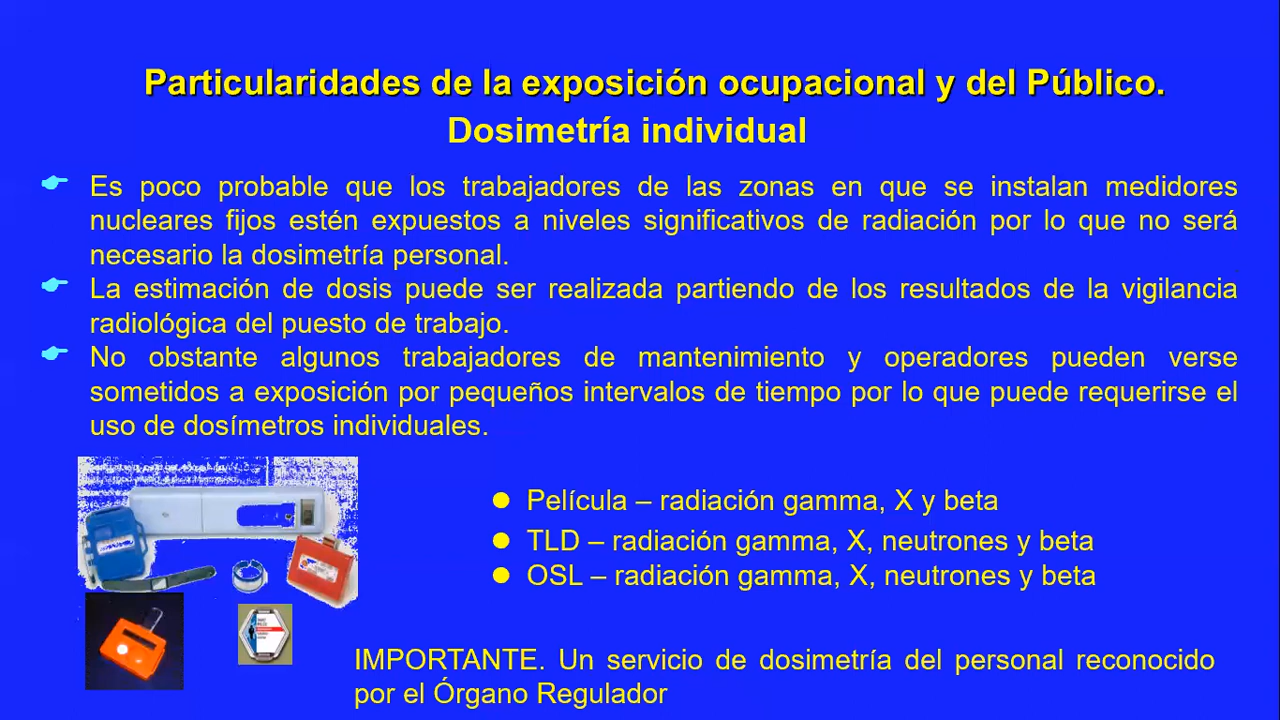 Particularidades de la exposición ocupacional y del Público.
Dosimetría individual
Es poco probable que los trabajadores de las zonas en que se instalan medidores
nucleares fijos estén expuestos a niveles significativos de radiación por lo que no será
necesario la dosimetría personal.
La estimación de dosis puede ser realizada partiendo de los resultados de la vigilancia
radiológica del puesto de trabajo.
No obstante algunos trabajadores de mantenimiento y operadores pueden verse
sometidos a exposición por pequeños intervalos de tiempo por lo que puede requerirse el
uso de dosímetros individuales.
Película – radiación gamma, X y beta
TLD – radiación gamma, X, neutrones y beta
OSL – radiación gamma, X, neutrones y beta
IMPORTANTE. Un servicio de dosimetría del personal reconocido
por el Órgano Regulador